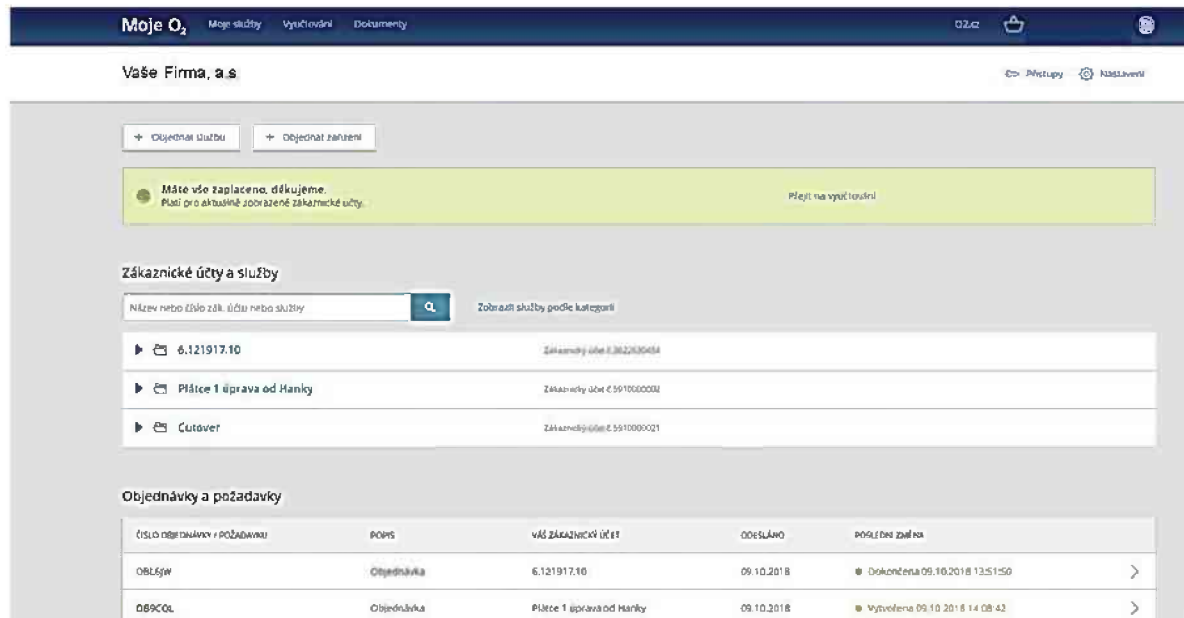 Moje O2 Moje služby Vyúčtování Dokumenty O2.cz
Vaše Firma, a.s Přístupy Nastavení
+ Objednat službu + Objednat zařízení
Máte vše zaplaceno, děkujeme.
Platí pro aktuálně zobrazené zákaznické účty. Přejít na vyúčtování
Zákaznické účty a služby
Název nebo číslo zák. účtu nebo služby Zobrazit služby podle kategorií
6.121917.10 Zákaznický účet č.
Plátce 1 úprava od Hanky Zákaznický účet č.5910000002
Cutover Zákaznický účet č.5910000021
Objednávky a požadavky
ČÍSLO OBJEDNÁVKY / POŽADAVKU POPIS VÁŠ ZÁKAZNICKÝ ÚČET ODESLÁNO POSLEDNÍ ZMĚNA
OBL6JW Objednávka 6.121917.10 09.10.2018 Dokončena 09.10.2018 13:51:50
OB9COL Objednávka Plátce 1 úprava od Hanky 09.10.2018 Vytvořena 09.10.2018 14:08:42